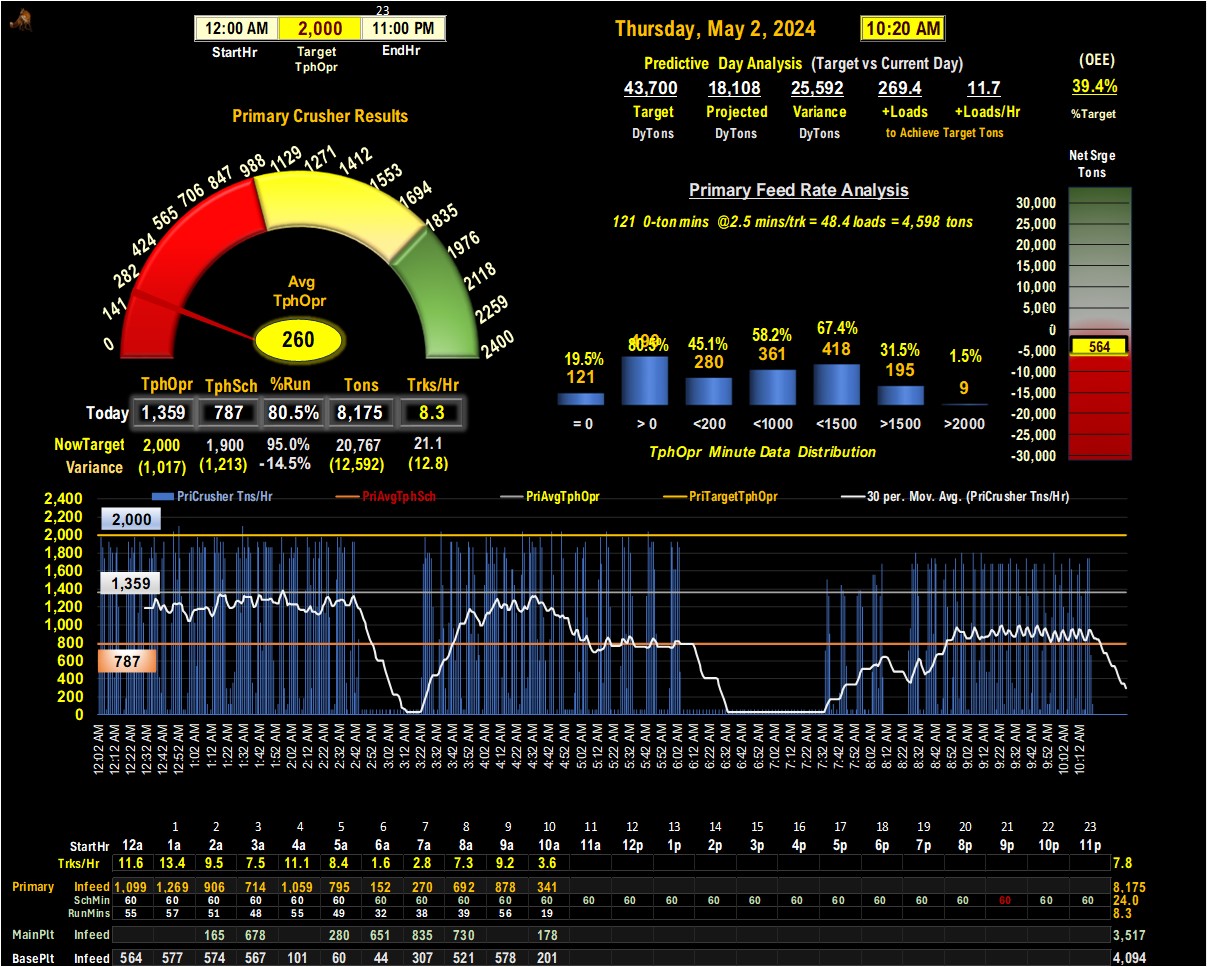 23
12:00 AM 2,000 11:00 PM
StartHr Target EndHr
TphOpr
Thursday, May 2, 2024 10:20 AM
Predictive Day Analysis (Target vs Current Day)
43,700 18,108 25,592 269.4 11.7
Target Projected Variance +Loads +Loads/Hr
DyTons DyTons DyTons to Achieve Target Tons
(OEE)
39.4%
%Target
Primary Crusher Results
0 141 282 424 565 706 847 988 1129 1271 1412 1553 1694 1835 1976 2118 2259 2400
Avg
TphOpr
260
TphOpr TphSch %Run Tons Trks/Hr
Today 1,359 787 80.5% 8,175 8.3
NowTarget 2,000 1,900 95.0% 20,767 21.1
Variance (1,017) (1,213) -14.5% (12,592) (12.8)
Primary Feed Rate Analysis
121 0-ton mins @2.5 mins/trk = 48.4 loads = 4,598 tons
19.5% 45.1% 58.2% 67.4% 31.5% 1.5%
121 280 361 418 195 9
= 0 > 0 <200 <1000 <1500 >1500 >2000
TphOpr Minute Data Distribution
Net Srge
Tons
30,000
25,000
20,000
15,000
10,000
5,000
0
564
-5,000
-10,000
-15,000
-20,000
-25,000
-30,000
PriCrusher Tns/Hr PriAvgTphSch PriAvgTphOpr PriTargetTphOpr 30 per. Mov. Avg. (PriCrusher Tns/Hr)
2,400
2,200
2,000
1,800
1,600
1,400
1,200
1,000
800
600
400
200
0
2,000
1,359
787
12:02 AM 12:12 AM 12:22 AM 12:32 AM 12:42 AM 12:52 AM 1:02 AM 1:12 AM 1:22 AM 1:32 AM 1:42 AM 1:52 AM 2:02 AM 2:12 AM 2:22 AM 2:32 AM 2:42 AM 2:52 AM 3:02 AM 3:12 AM 3:22 AM 3:32 AM 3:42 AM 3:52 AM 4:02 AM 4:12 AM 4:22 AM 4:32 AM 4:42 AM 4:52 AM 5:02 AM 5:12 AM 5:22 AM 5:32 AM 5:42 AM 5:52 AM 6:02 AM 6:12 AM 6:22 AM 6:32 AM 6:42 AM 6:52 AM 7:02 AM 7:12 AM 7:22 AM 7:32 AM 7:42 AM 7:52 AM 8:02 AM 8:12 AM 8:22 AM 8:32 AM 8:42 AM 8:52 AM 9:02 AM 9:12 AM 9:22 AM 9:32 AM 9:42 AM 9:52 AM 10:02 AM 10:12 AM
1 2 3 4 5 6 7 8 9 10 11 12 13 14 15 16 17 18 19 20 21 22 23
StartHr 12a 1a 2a 3a 4a 5a 6a 7a 8a 9a 10a 11a 12p 1p 2p 3p 4p 5p 6p 7p 8p 9p 10p 11p
Trks/Hr 11.6 13.4 9.5 7.5 11.1 8.4 1.6 2.8 7.3 9.2 3.6 7.8
Primary Infeed 1,099 1,269 906 714 1,059 795 152 270 692 878 341 8,175
SchMin 60 60 60 60 60 60 60 60 60 60 60 60 60 60 60 60 60 60 60 60 60 60 60 60 24.0
RunMins 55 57 51 48 55 49 32 38 39 56 19 8.3
MainPlt Infeed 165 678 280 651 835 730 178 3,517
BasePlt Infeed 564 577 574 567 101 60 44 307 521 578 201 4,094